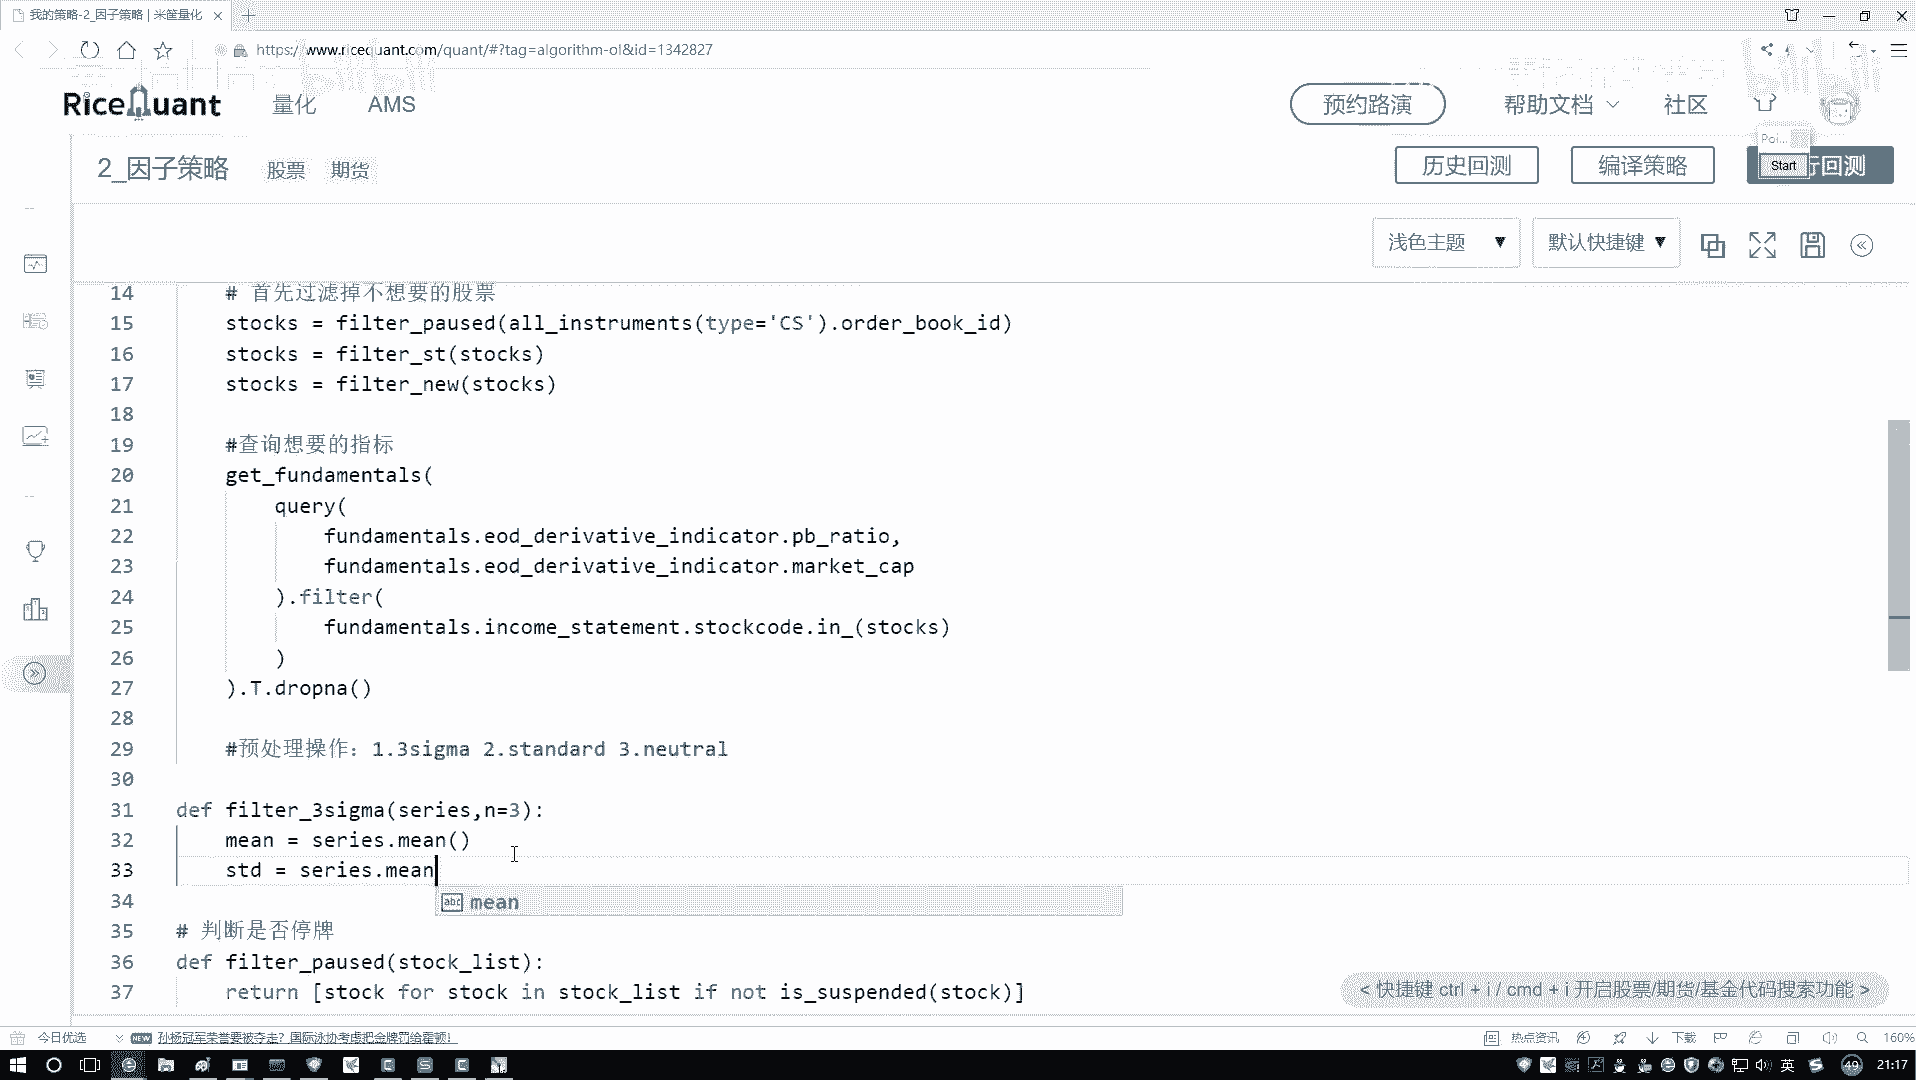 我的策略-2_因子策略 | 米筐量化
https://www.ricequant.com/quant/#?tag=algorithm-ol&id=1342827
bilibili
RiceQuant 量化 AMS 预约路演 帮助文档 社区
Poi...
2_因子策略 股票 期货 历史回测 编译策略 Start 行回测
浅色主题 默认快捷键
14 # 首先过滤掉不想要的股票
15 stocks = filter_paused(all_instruments(type='CS').order_book_id)
16 stocks = filter_st(stocks)
17 stocks = filter_new(stocks)
18
19 #查询想要的指标
20 get_fundamentals(
21 query(
22 fundamentals.eod_derivative_indicator.pb_ratio,
23 fundamentals.eod_derivative_indicator.market_cap
24 ).filter(
25 fundamentals.income_statement.stockcode.in_(stocks)
26 )
27 ).T.dropna()
28
29 #预处理操作：1.3sigma 2.standard 3.neutral
30
31 def filter_3sigma(series,n=3):
32 mean = series.mean()
33 std = series.mean
abc mean
34
35 # 判断是否停牌
36 def filter_paused(stock_list):
37 return [stock for stock in stock_list if not is_suspended(stock)]
< 快捷键 ctrl + i / cmd + i 开启股票/期货/基金代码搜索功能 >
今日优选 NEW 孙杨冠军荣誉要被夺走？国际泳协考虑把金牌罚给霍顿！ 热点资讯 下载 160%
英 49 21:17